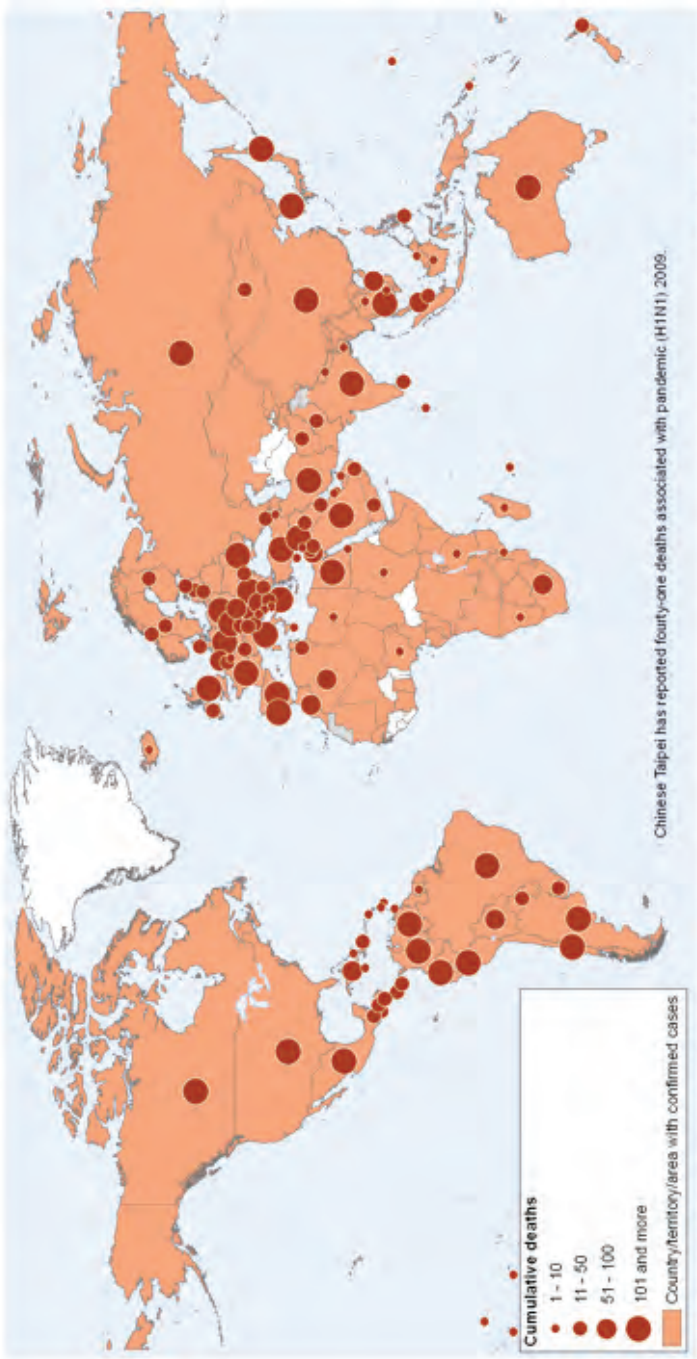 Chinese Taipei has reported fourty-one deaths associated with pandemic (H1N1) 2009.
Cumulative deaths
1 - 10
11 - 50
51 - 100
101 and more
Country/territory/area with confirmed cases